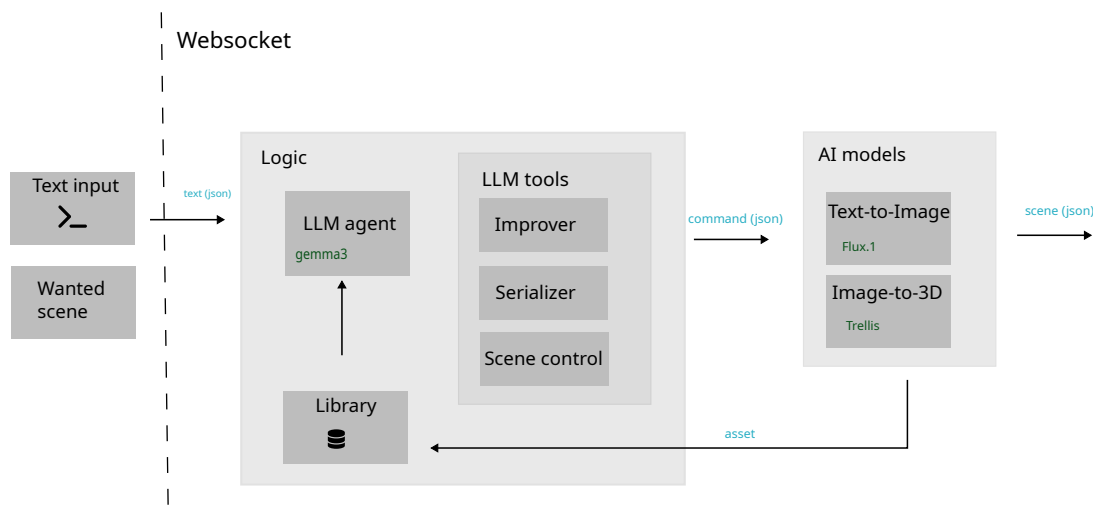 Websocket
Text input
Wanted
scene
text (json)
Logic
LLM agent
gemma3
Library
LLM tools
Improver
Serializer
Scene control
command (json)
AI models
Text-to-Image
Flux.1
Image-to-3D
Trellis
scene (json)
asset